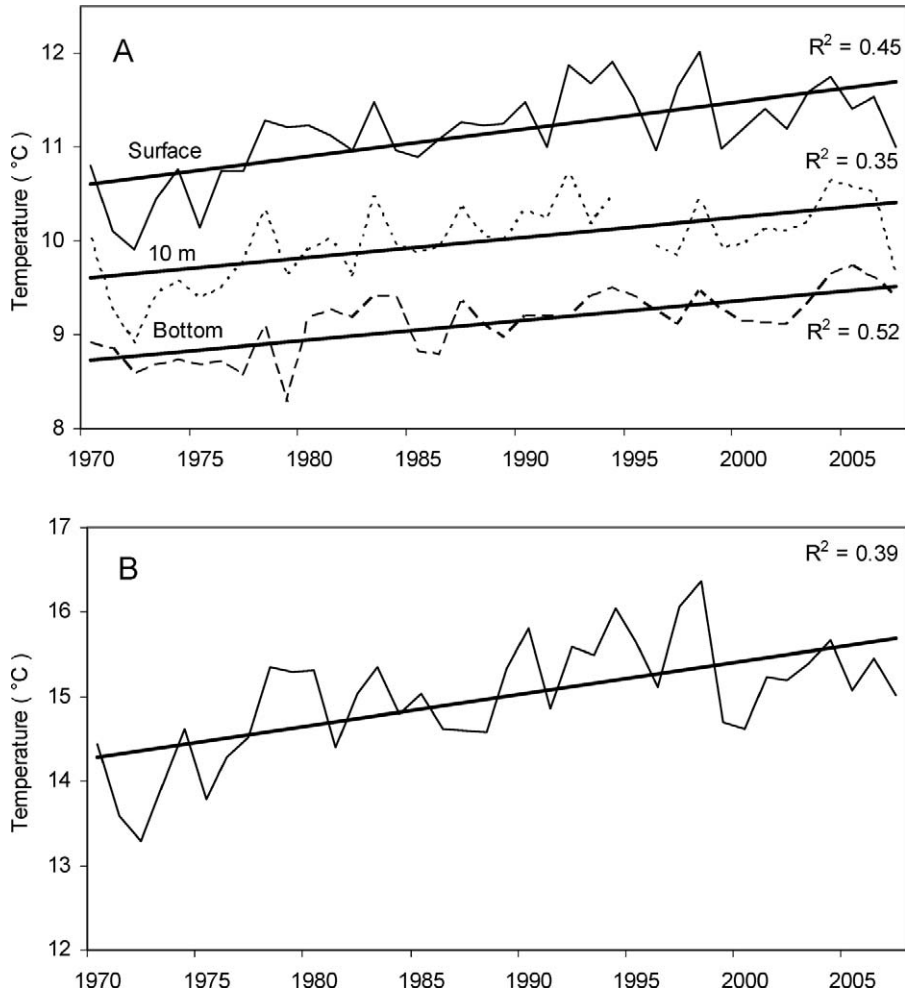 A
R² = 0.45
12
11
10
9
8
Temperature ( °C )
Surface
R² = 0.35
10 m
Bottom
R² = 0.52
1970 1975 1980 1985 1990 1995 2000 2005
B
R² = 0.39
17
16
15
14
13
12
Temperature ( °C )
1970 1975 1980 1985 1990 1995 2000 2005